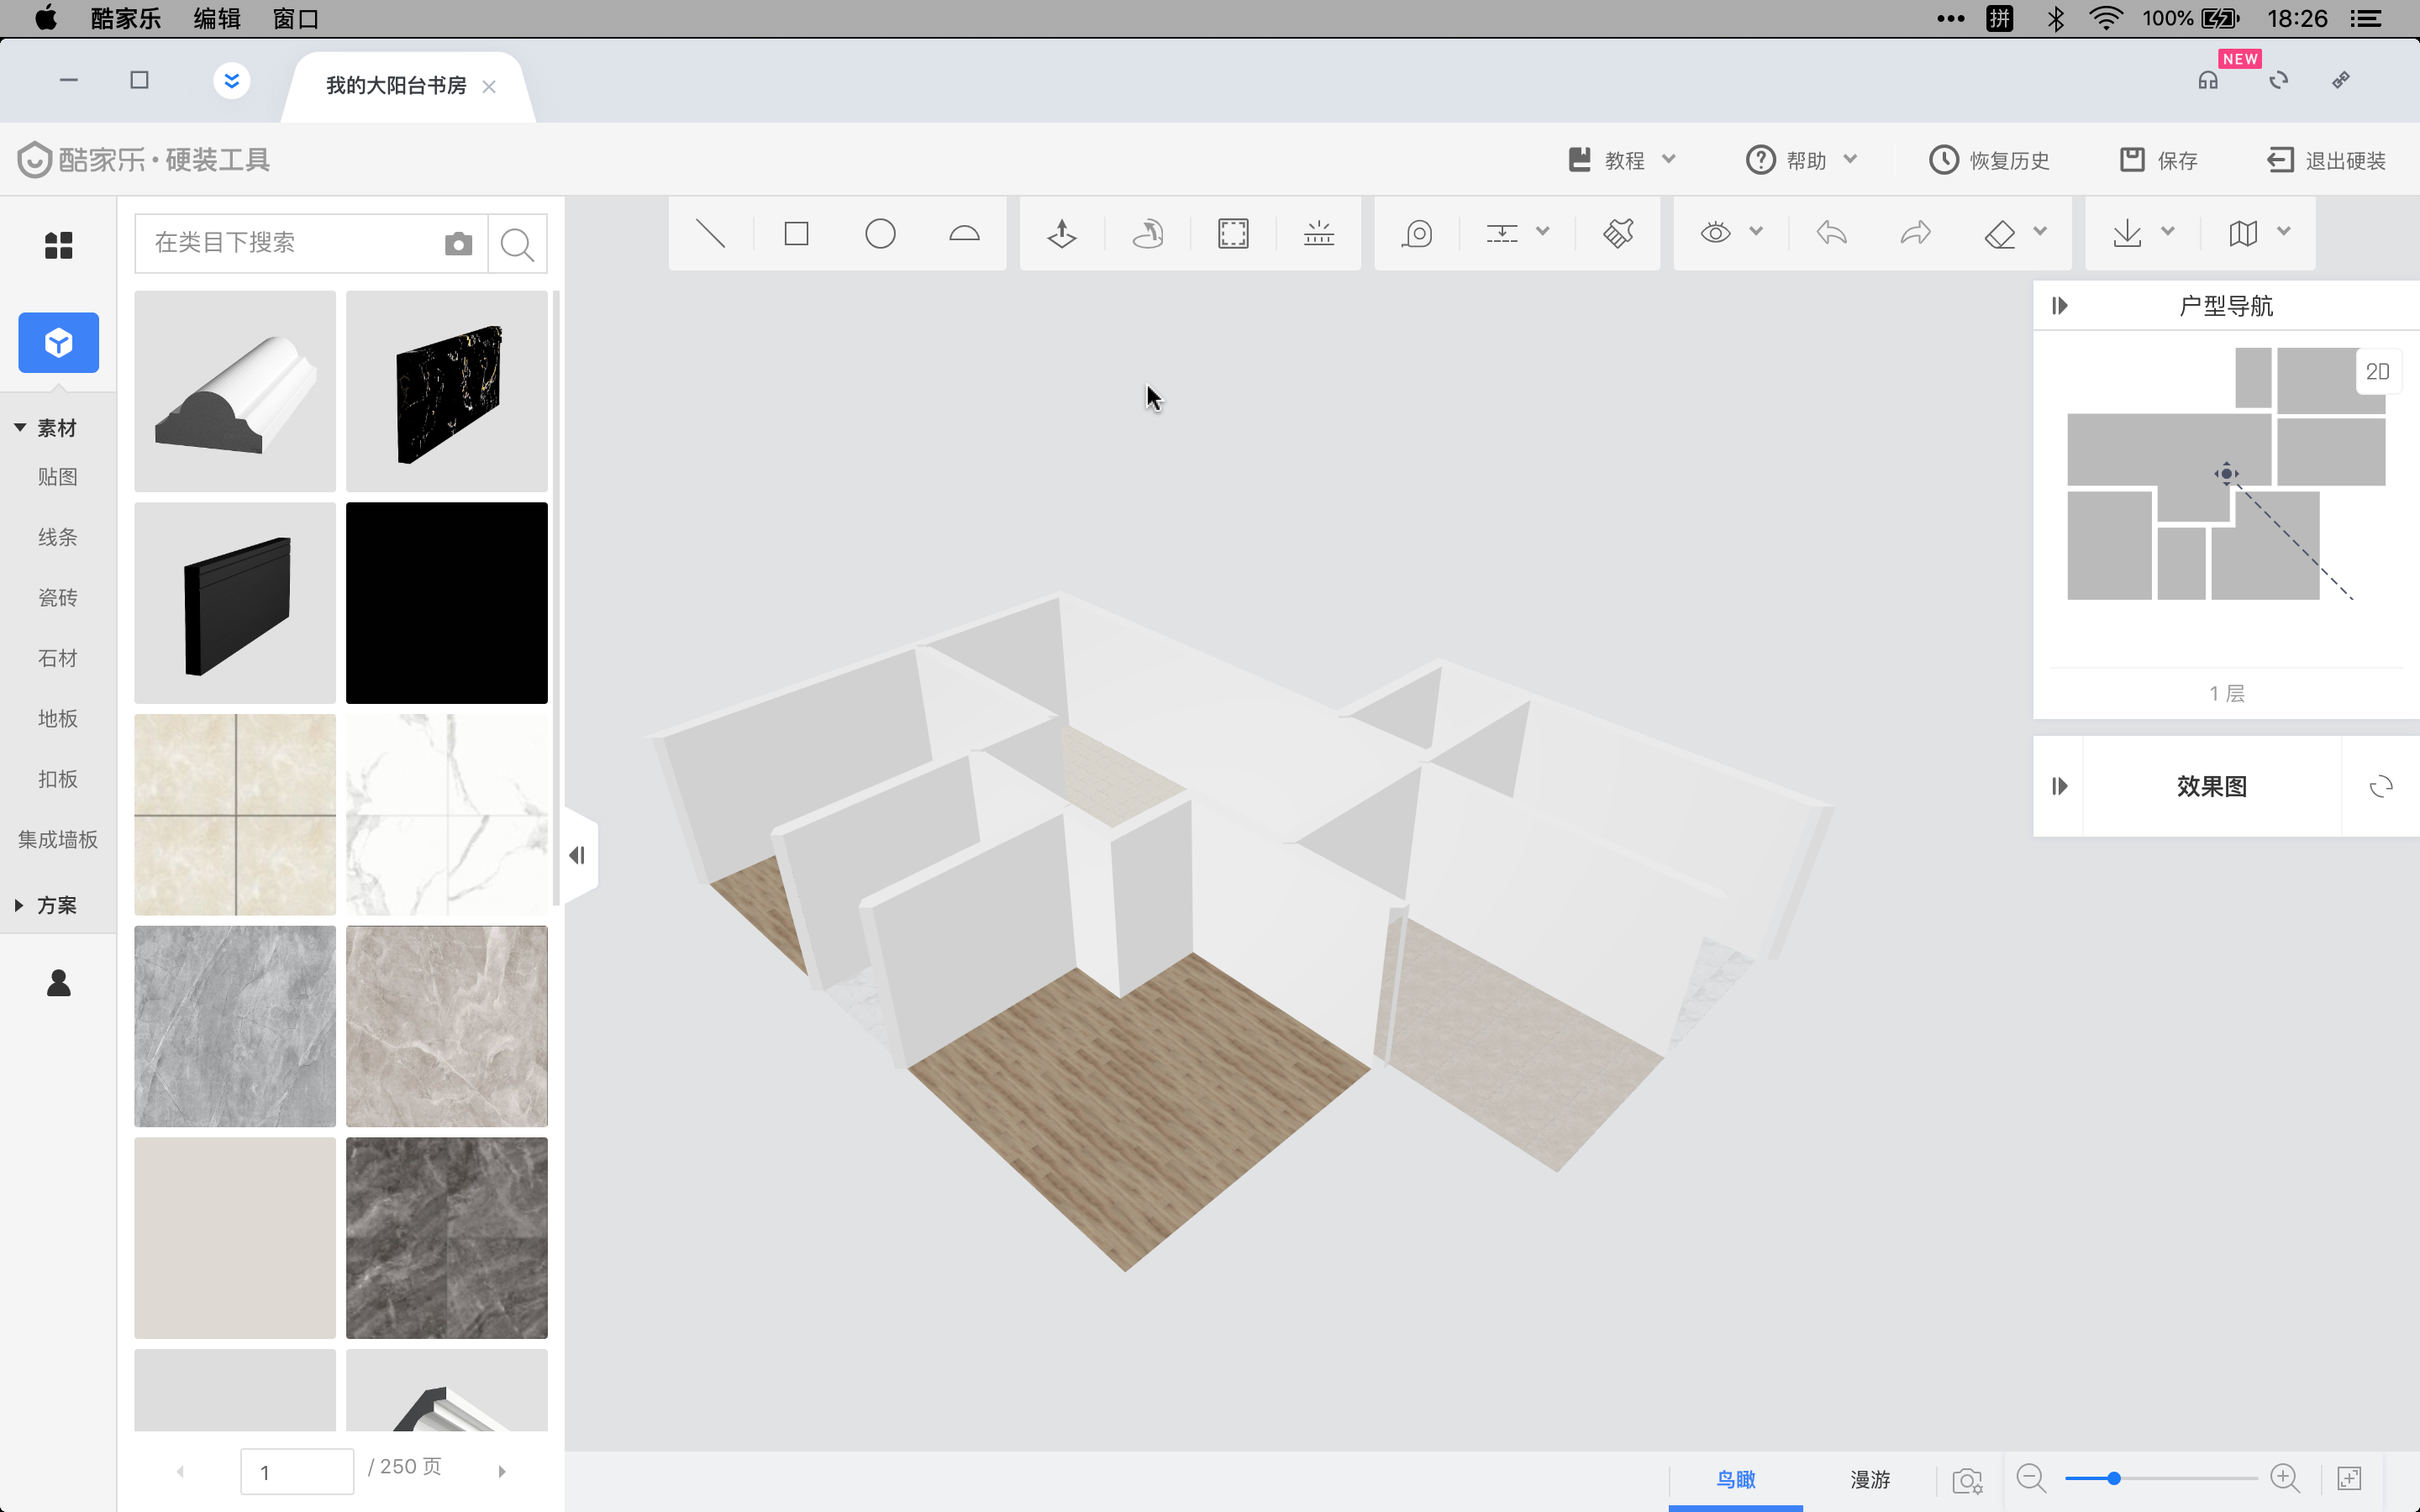 酷家乐 编辑 窗口 拼 100% 18:26
我的大阳台书房 NEW
酷家乐·硬装工具 教程 帮助 恢复历史 保存 退出硬装
在类目下搜索
户型导航
2D
素材
贴图
线条
瓷砖
石材
地板
扣板
集成墙板
方案
1 层
效果图
1 / 250 页
鸟瞰 漫游